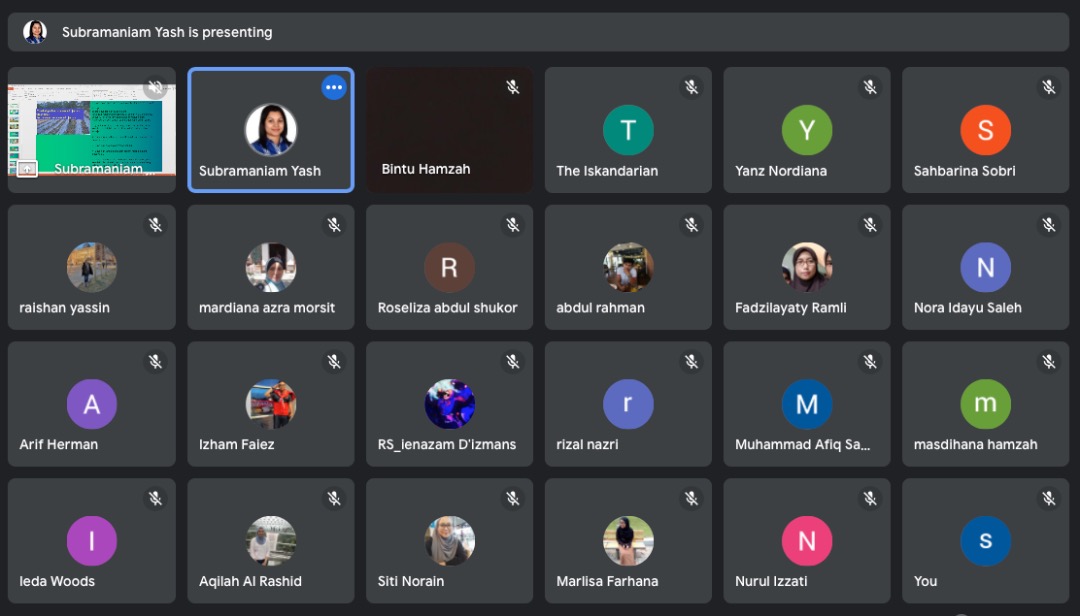 Subramaniam Yash is presenting
Subramaniam...
Subramaniam Yash
Bintu Hamzah
T
The Iskandarian
Y
Yanz Nordiana
S
Sahbarina Sobri
raishan yassin
mardiana azra morsit
R
Roseliza abdul shukor
abdul rahman
Fadzilayaty Ramli
N
Nora Idayu Saleh
A
Arif Herman
Izham Faiez
RS_ienazam D'izmans
r
rizal nazri
M
Muhammad Afiq Sa...
m
masdihana hamzah
I
Ieda Woods
Aqilah Al Rashid
Siti Norain
Marlisa Farhana
N
Nurul Izzati
s
You